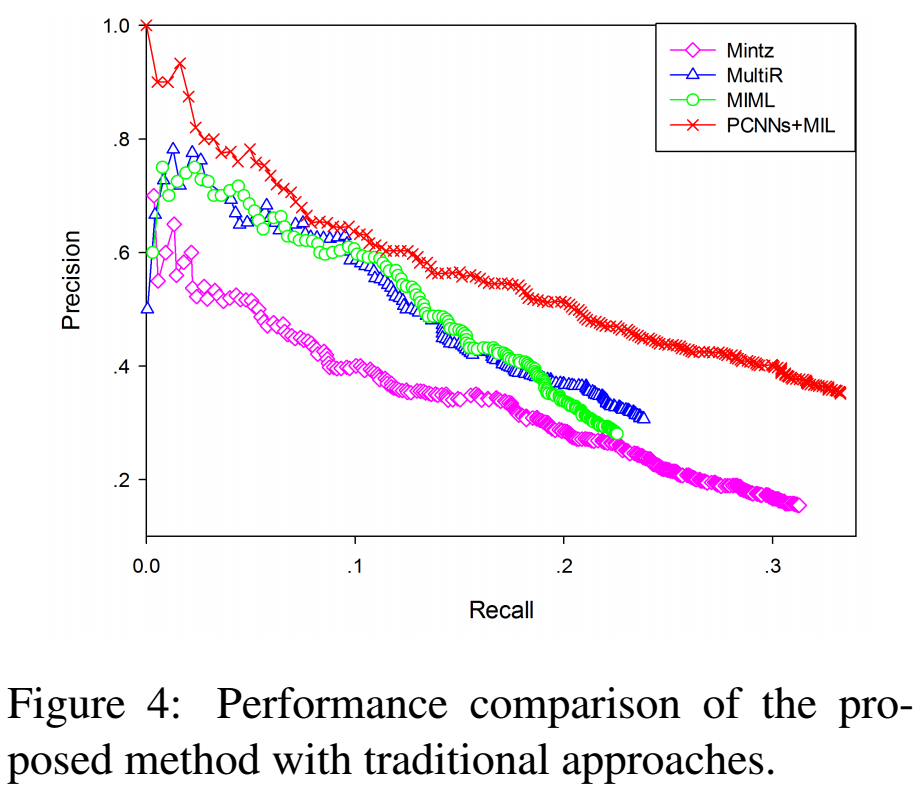 1.0
.8
.6
.4
.2
Precision
0.0
.1
.2
.3
Recall
Mintz
MultiR
MIML
PCNNs+MIL
Figure 4: Performance comparison of the pro-
posed method with traditional approaches.